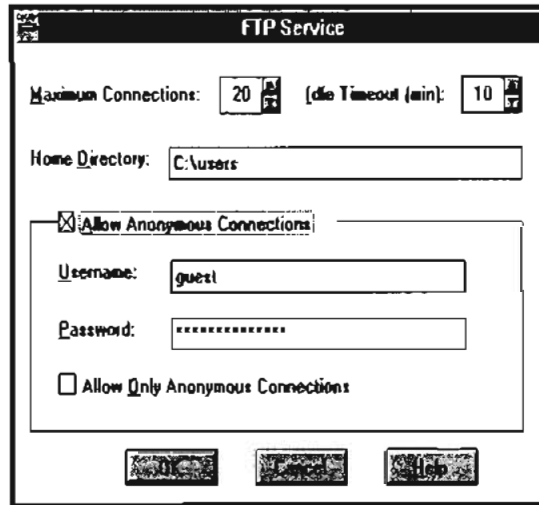 FTP Service
Maximum Connections: 20 Idle Timeout (min): 10
Home Directory: C:\users
Allow Anonymous Connections
Username: guest
Password: **************
Allow Only Anonymous Connections
OK Cancel Help